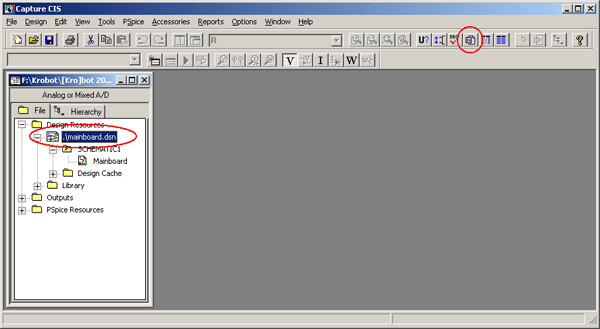 Capture CIS
File Design Edit View Tools PSpice Accessories Reports Options Window Help
R
U?
V I W
F:\Krobot\[Kro]bot 20...
Analog or Mixed A/D
File Hierarchy
Design Resources
.\mainboard.dsn
SCHEMATIC1
Mainboard
Design Cache
Library
Outputs
PSpice Resources